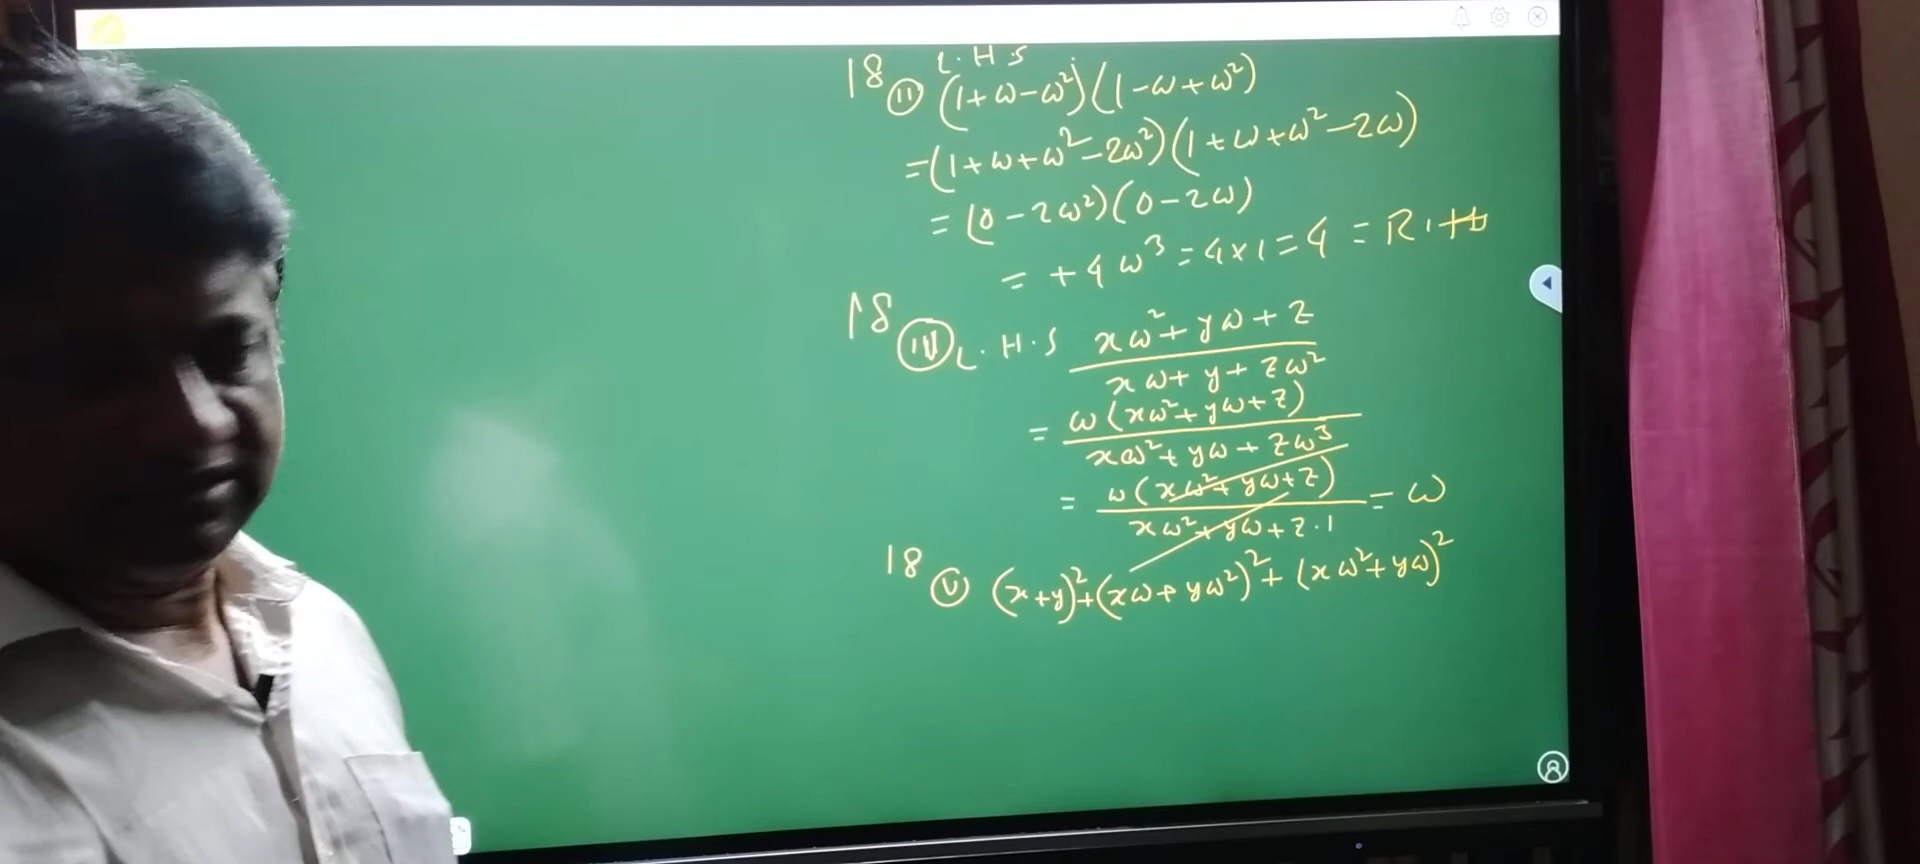 L.H.S
18 (ii) (1+ω-ω²)(1-ω+ω²)
=(1+ω+ω²-2ω²)(1+ω+ω²-2ω)
=(0-2ω²)(0-2ω)
= +4ω³=4×1=4=R.H.S
18 (iv) L.H.S (xω²+yω+z)/(xω+y+zω²)
= ω(xω²+yω+z)/(xω²+yω+zω³)
= ω(xω²+yω+z)/(xω²+yω+z.1) = ω
18 (v) (x+y)²+(xω+yω²)²+(xω²+yω)²